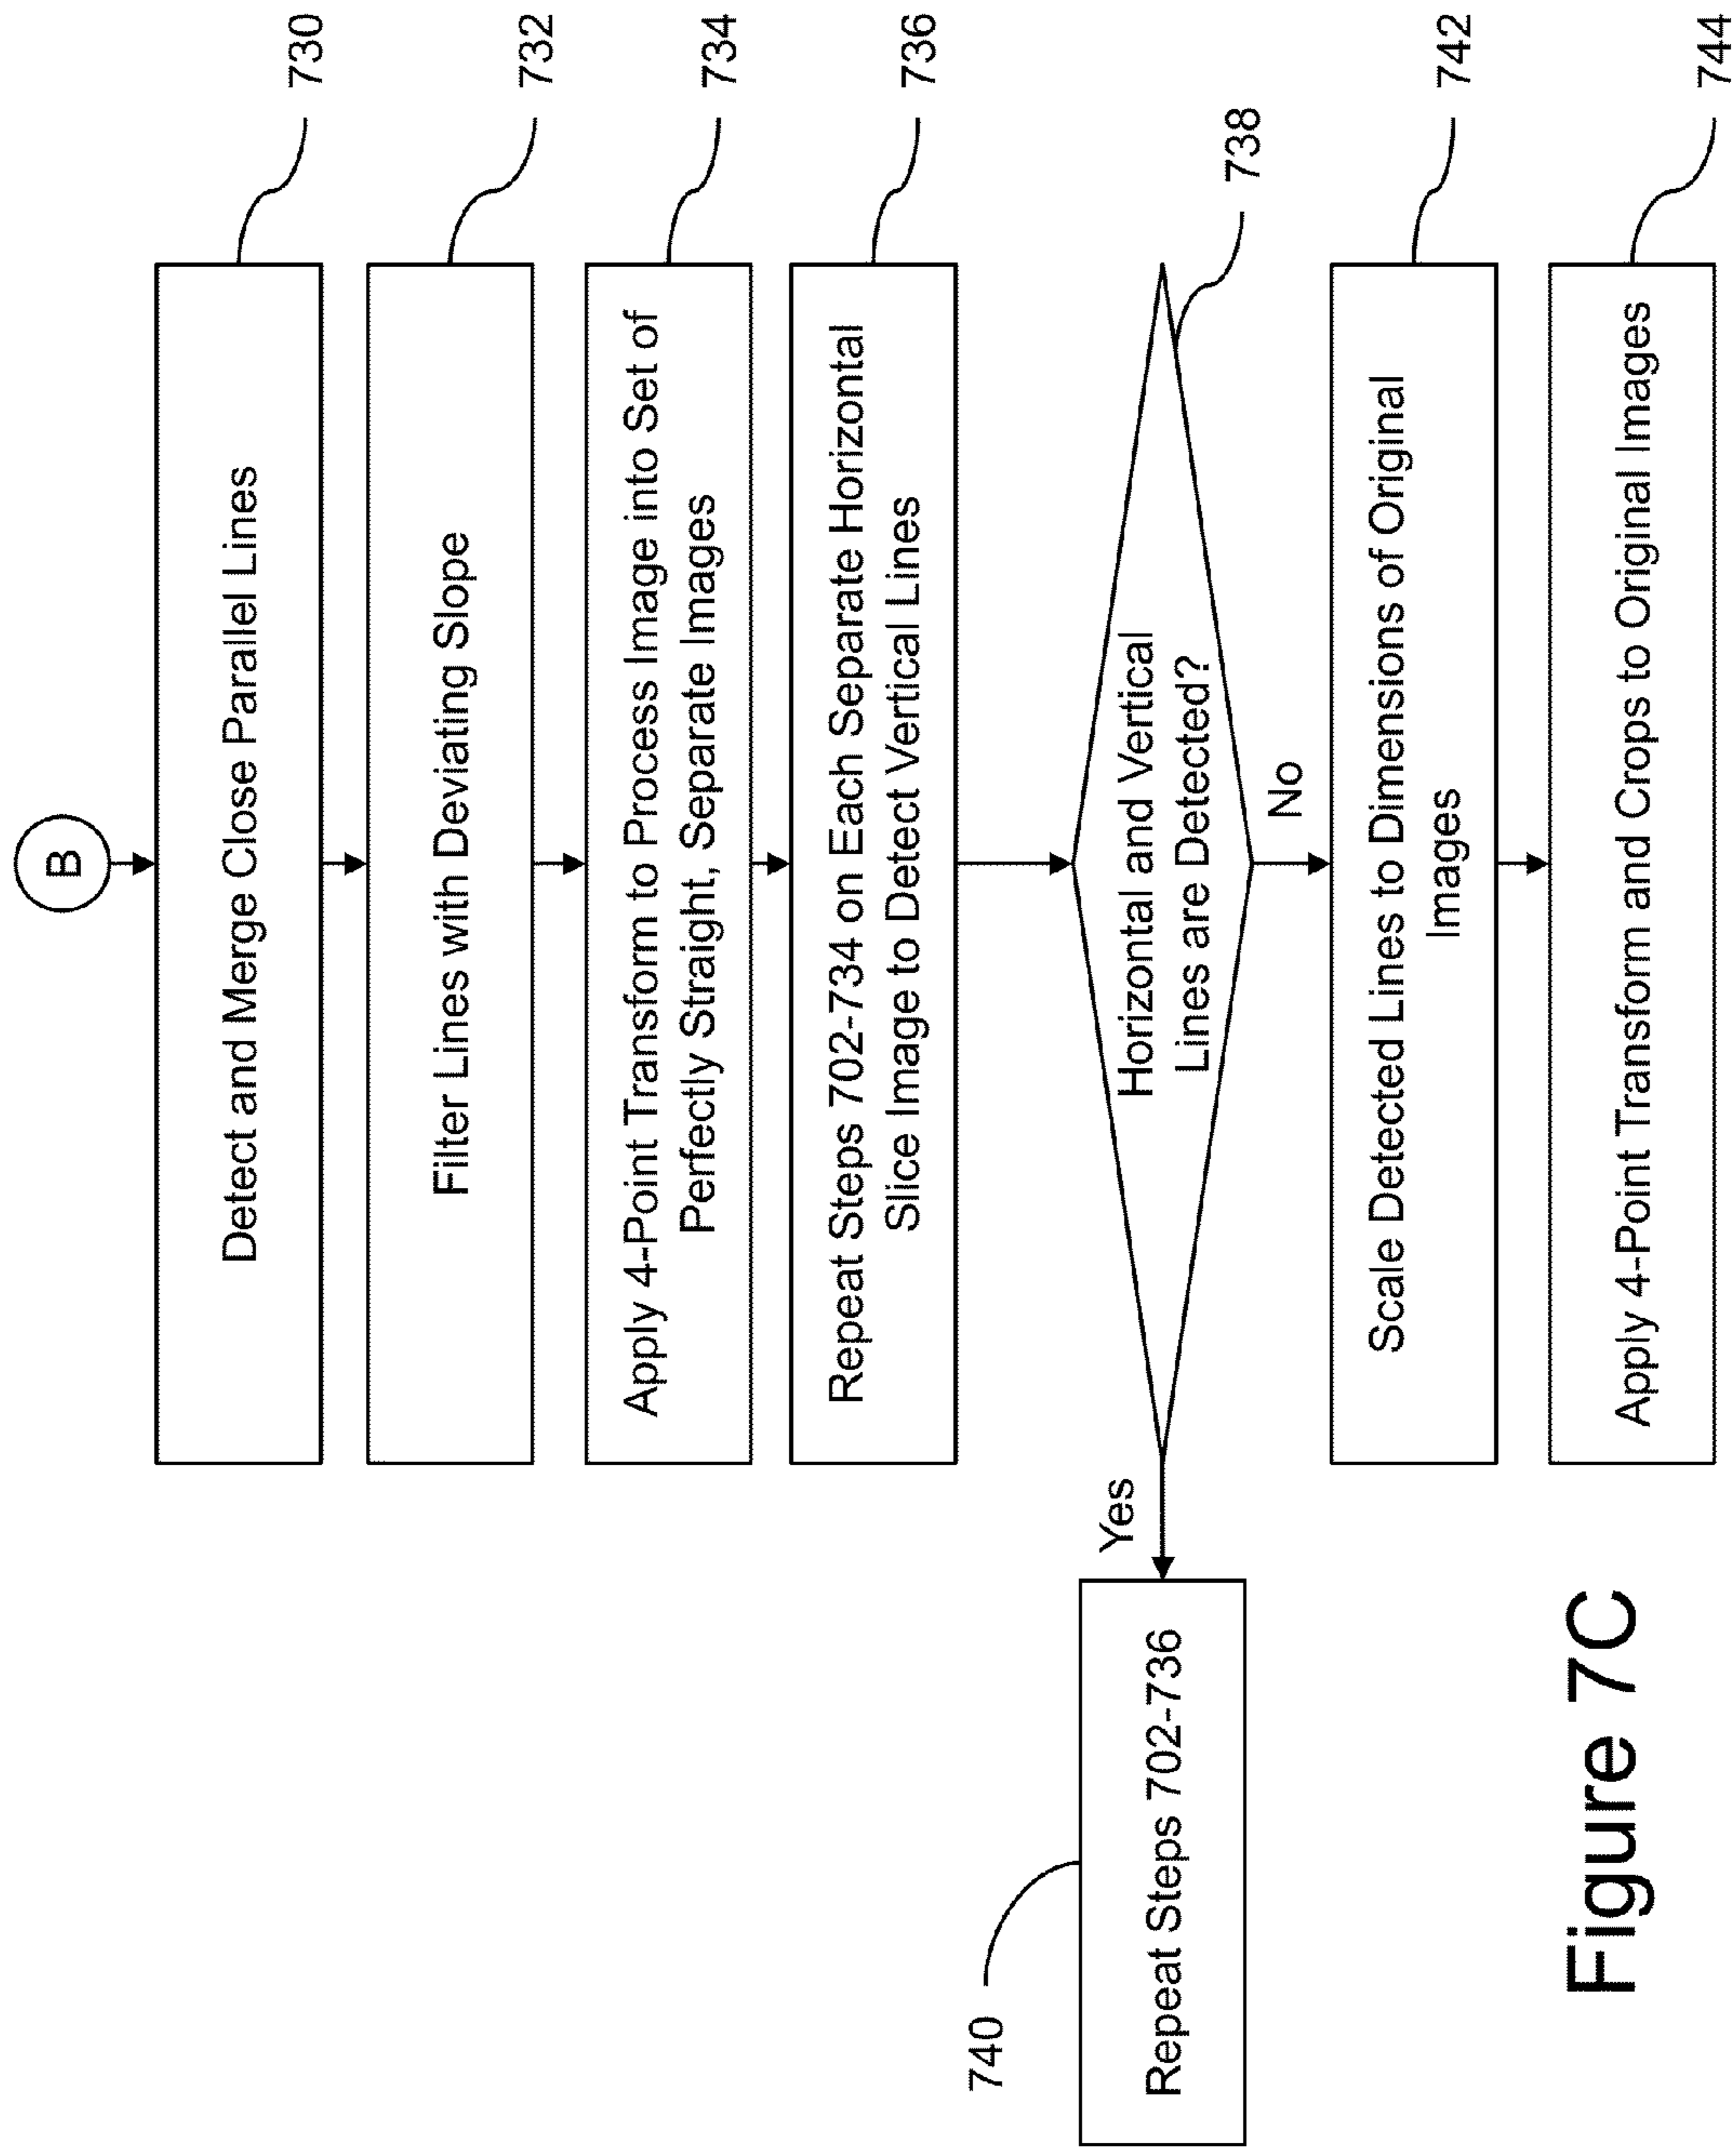 B
Detect and Merge Close Parallel Lines
730
Filter Lines with Deviating Slope
732
Apply 4-Point Transform to Process Image into Set of
Perfectly Straight, Separate Images
734
Repeat Steps 702-734 on Each Separate Horizontal
Slice Image to Detect Vertical Lines
736
Horizontal and Vertical
Lines are Detected?
738
Yes
Repeat Steps 702-736
740
No
Scale Detected Lines to Dimensions of Original
Images
742
Apply 4-Point Transform and Crops to Original Images
744
Figure 7C